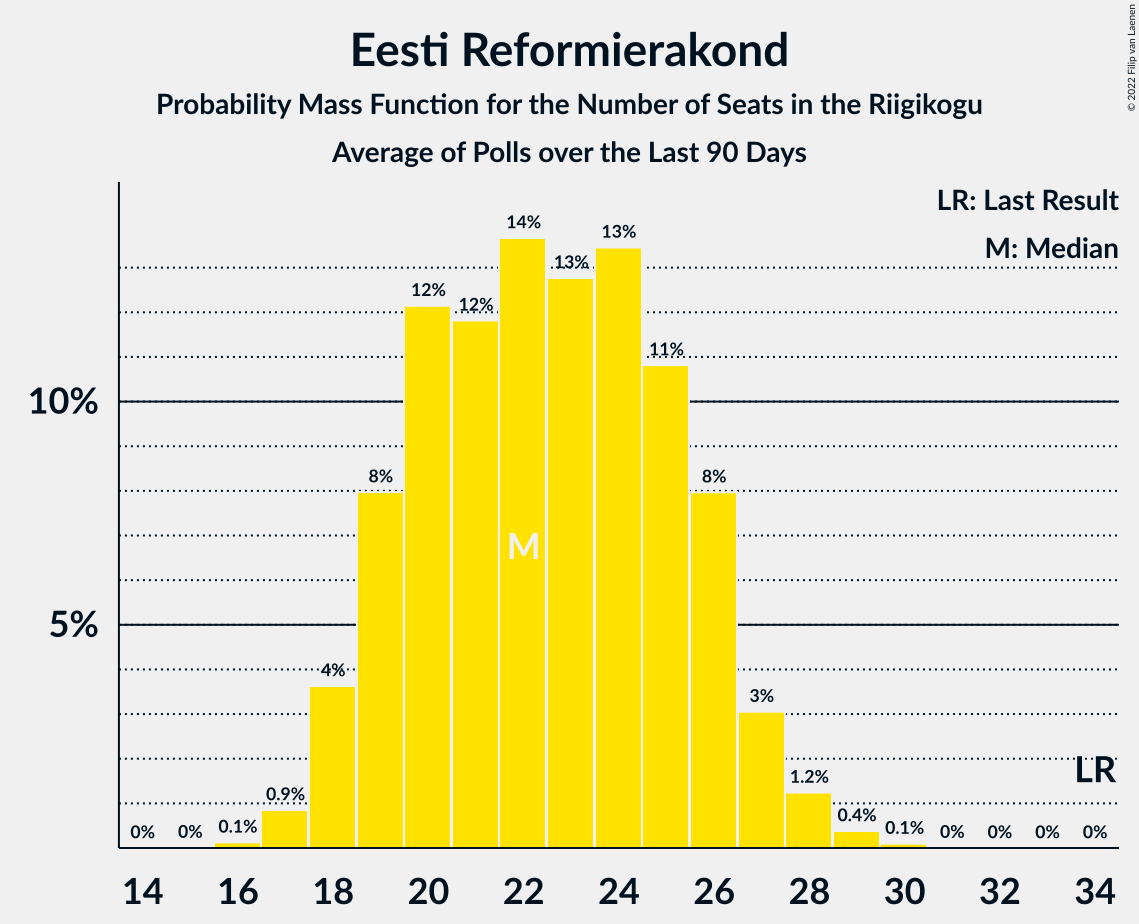 Eesti Reformierakond
Probability Mass Function for the Number of Seats in the Riigikogu
Average of Polls over the Last 90 Days
© 2022 Filip van Laenen
LR: Last Result
M: Median
10%
5%
0% 0% 0.1% 0.9% 4% 8% 12% 12% 14% 13% 13% 11% 8% 3% 1.2% 0.4% 0.1% 0% 0% 0% 0%
M
LR
14 16 18 20 22 24 26 28 30 32 34